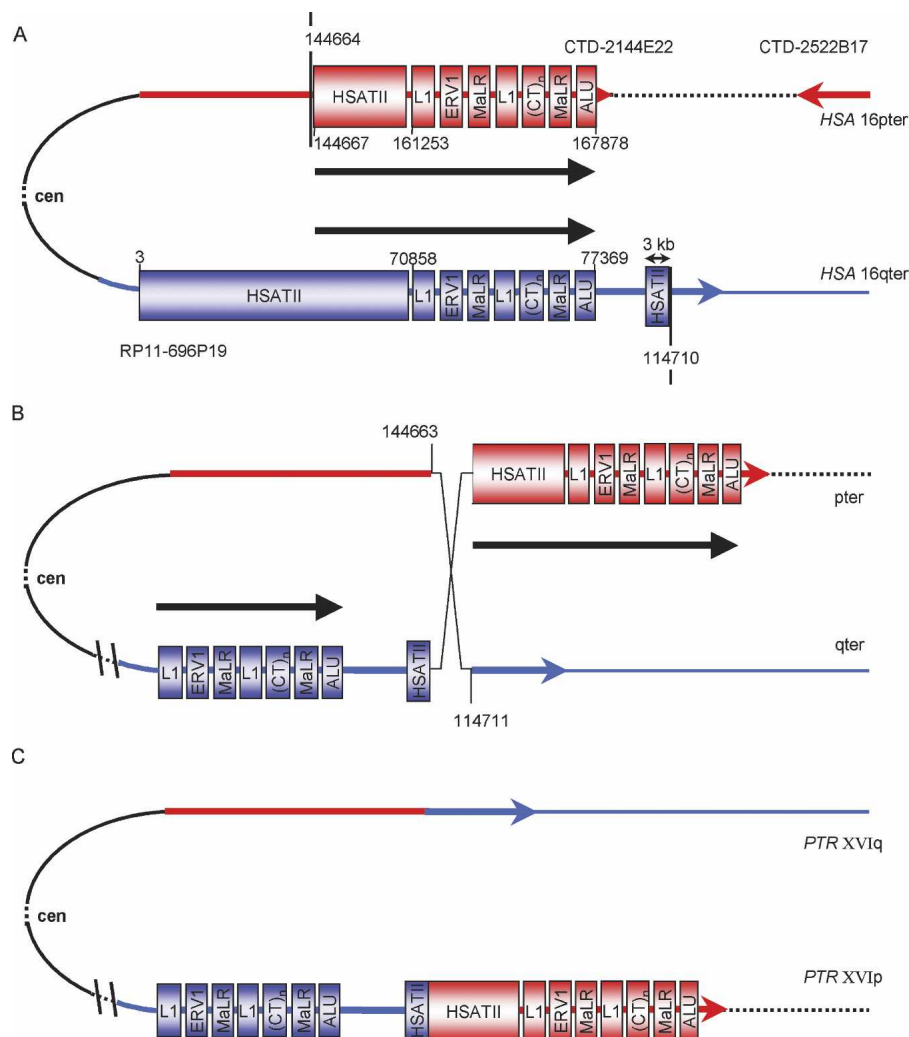 A
144664
CTD-2144E22
CTD-2522B17
HSATII L1 ERV1 MaLR L1 (CT)n MaLR ALU
HSA 16pter
144667 161253 167878
cen
3 kb
3 70858 77369
HSATII L1 ERV1 MaLR L1 (CT)n MaLR ALU HSATII
HSA 16qter
RP11-696P19
114710
B
144663
HSATII L1 ERV1 MaLR L1 (CT)n MaLR ALU
pter
cen
qter
L1 ERV1 MaLR L1 (CT)n MaLR ALU HSATII
114711
C
PTR XVIq
cen
PTR XVIp
L1 ERV1 MaLR L1 (CT)n MaLR ALU HSATII HSATII L1 ERV1 MaLR L1 (CT)n MaLR ALU